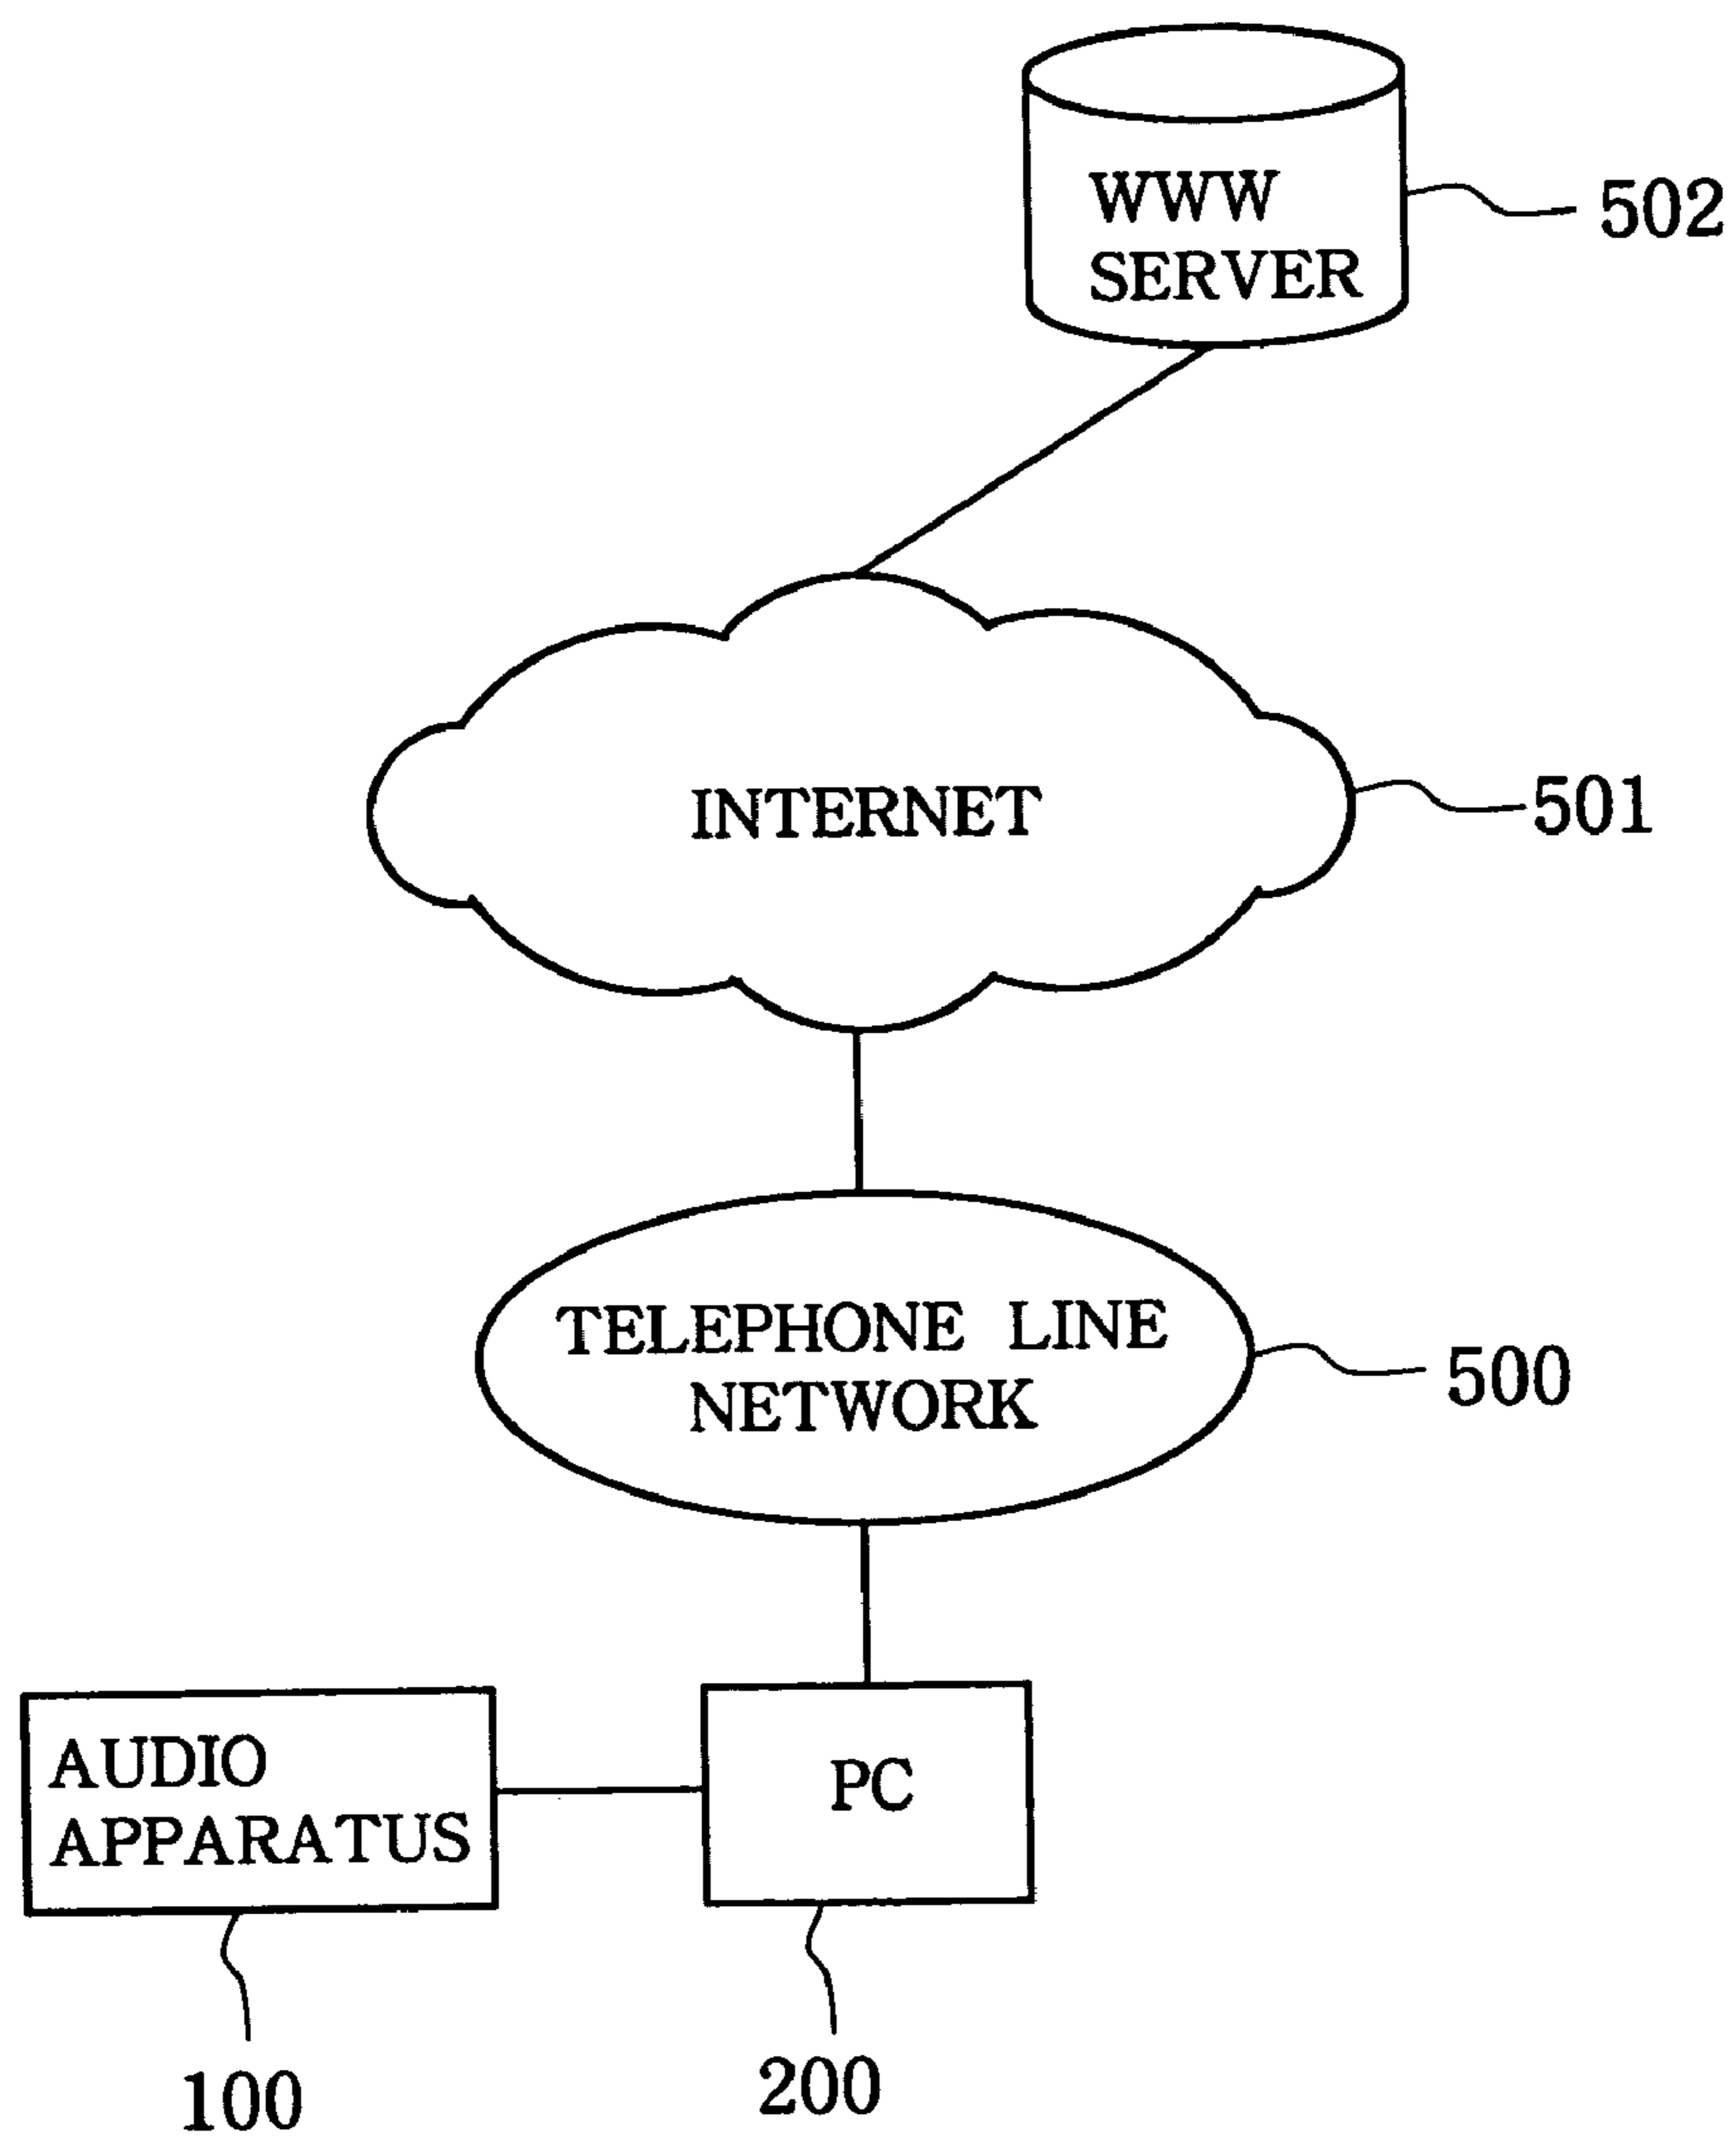 WWW
SERVER
502
INTERNET
501
TELEPHONE LINE
NETWORK
500
AUDIO
APPARATUS
PC
100
200